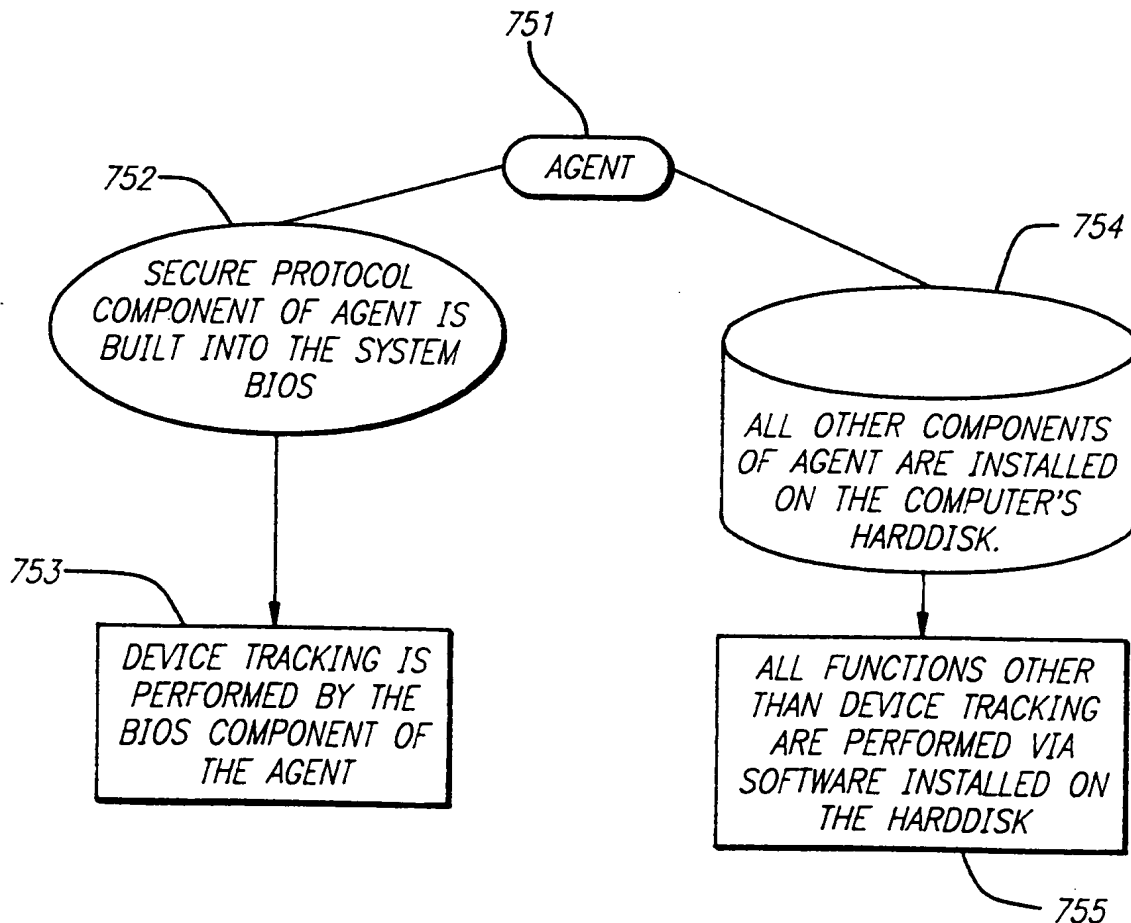 751
AGENT
752
SECURE PROTOCOL
COMPONENT OF AGENT IS
BUILT INTO THE SYSTEM
BIOS
754
ALL OTHER COMPONENTS
OF AGENT ARE INSTALLED
ON THE COMPUTER'S
HARDDISK.
753
DEVICE TRACKING IS
PERFORMED BY THE
BIOS COMPONENT OF
THE AGENT
ALL FUNCTIONS OTHER
THAN DEVICE TRACKING
ARE PERFORMED VIA
SOFTWARE INSTALLED ON
THE HARDDISK
755